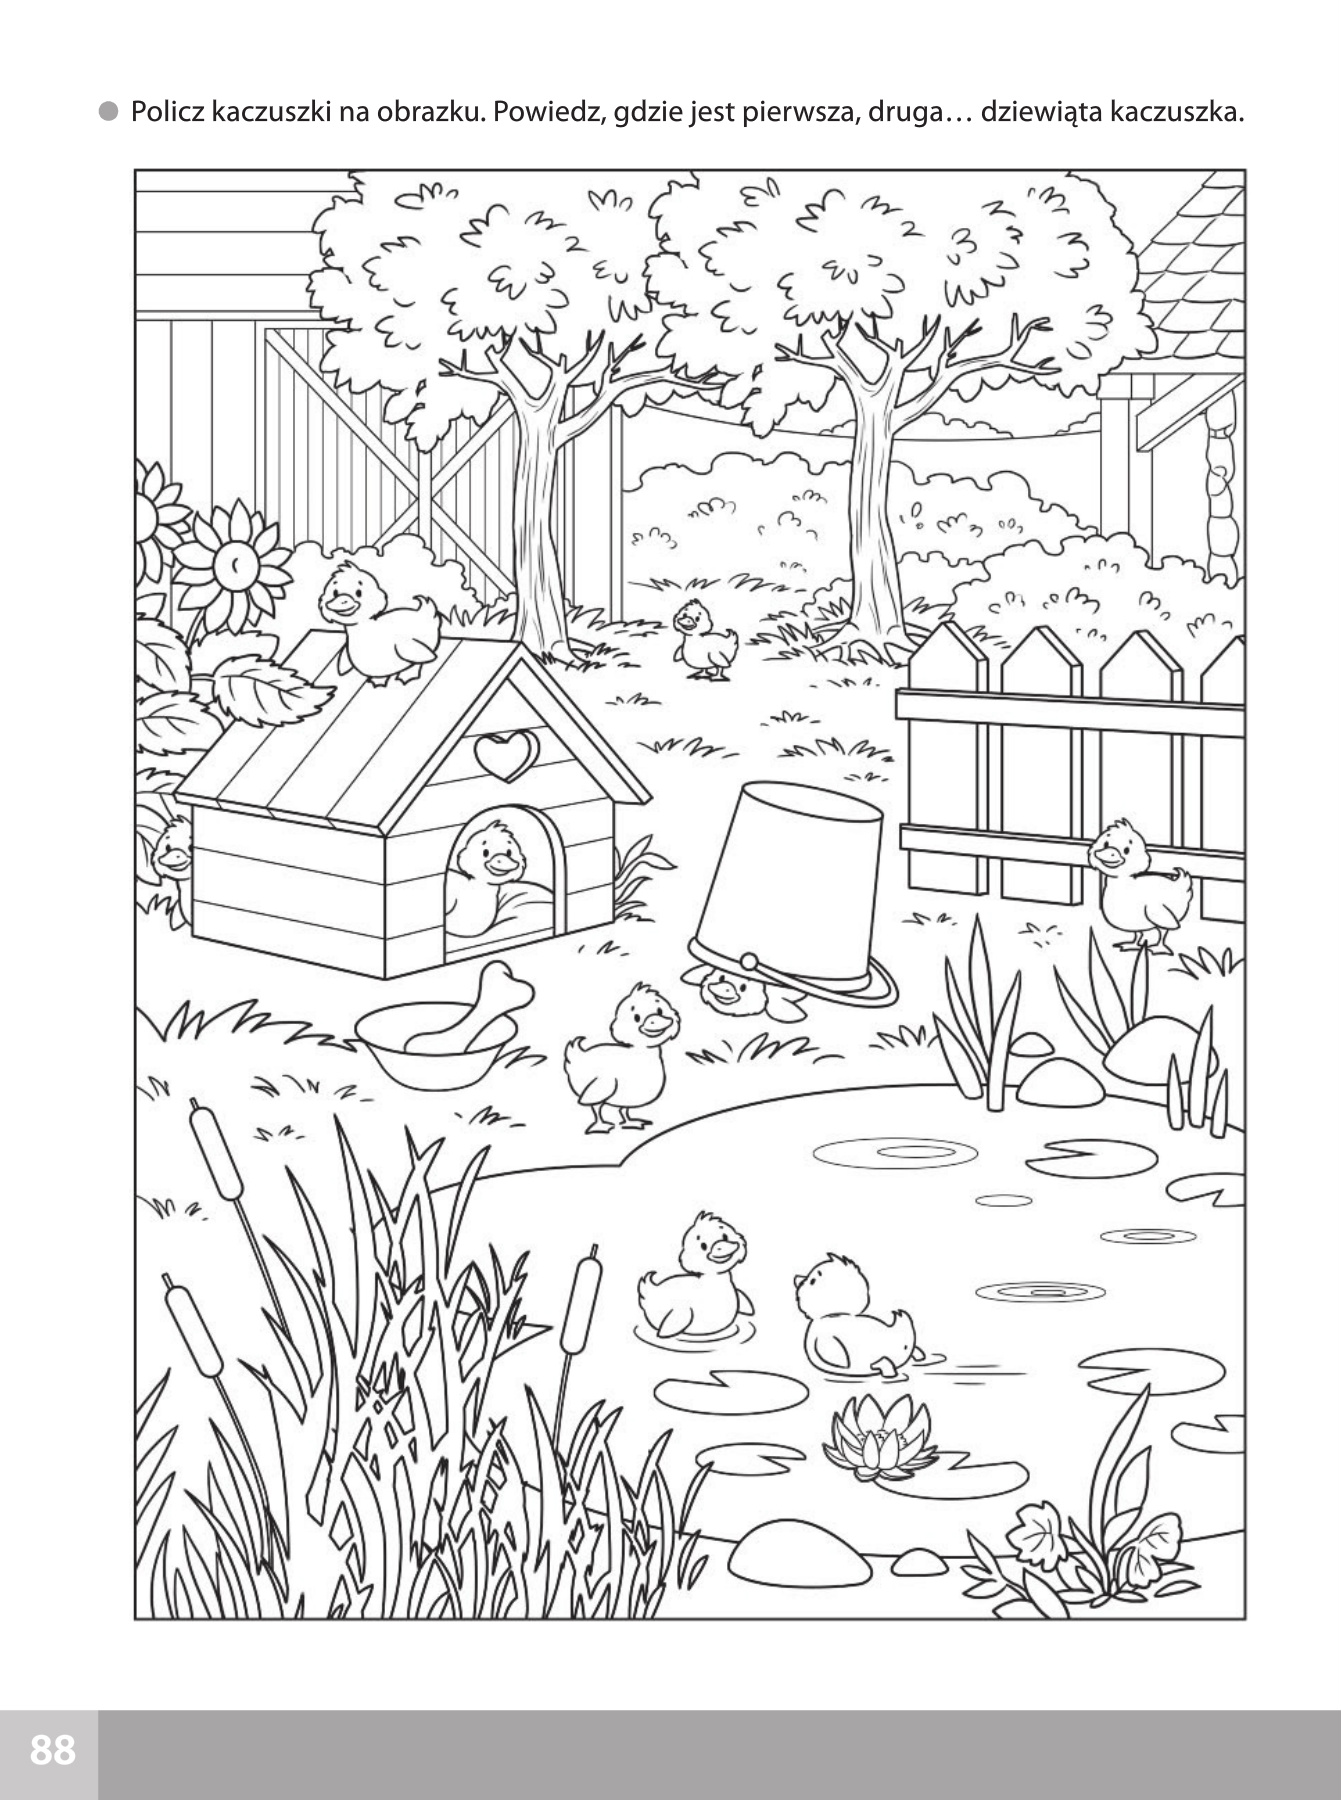 Policz kaczuszki na obrazku. Powiedz, gdzie jest pierwsza, druga… dziewiąta kaczuszka.
88